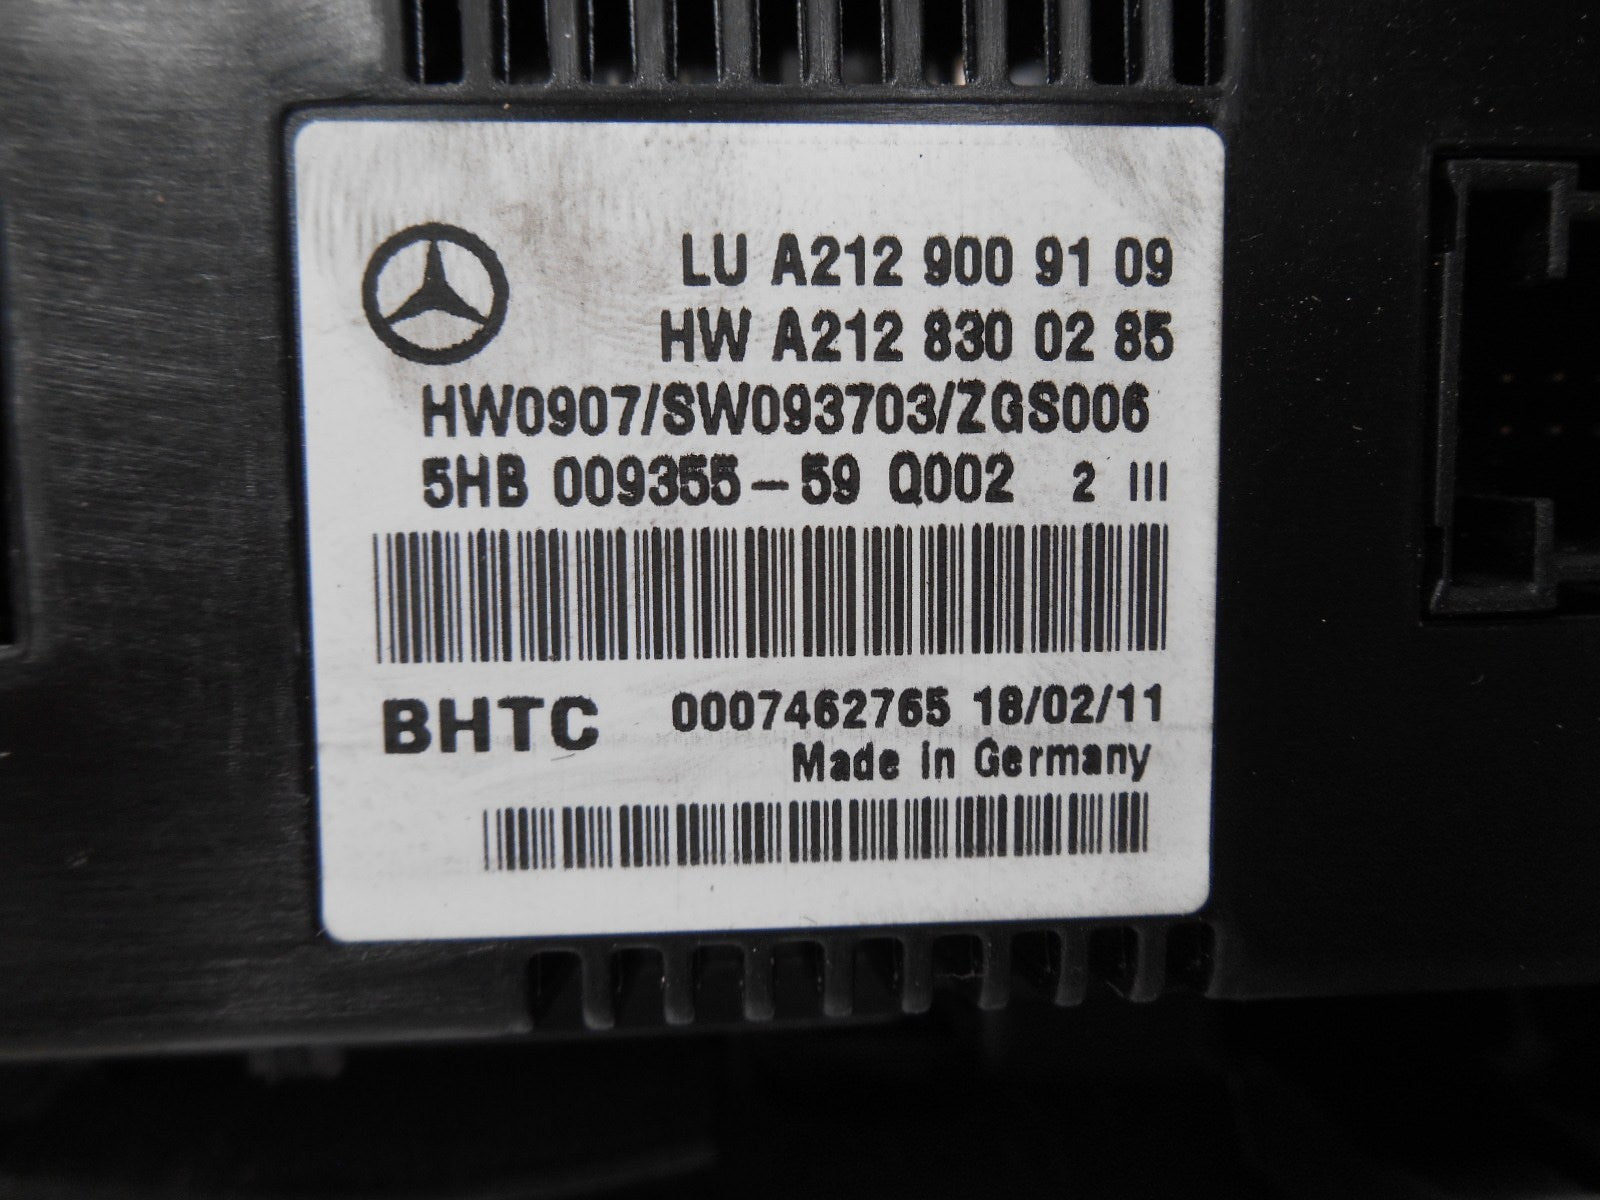 LU A212 900 91 09
HW A212 830 02 85
HW0907/SW093703/ZGS006
5HB 009355-59 Q002 2 III
BHTC 0007462765 18/02/11
Made in Germany